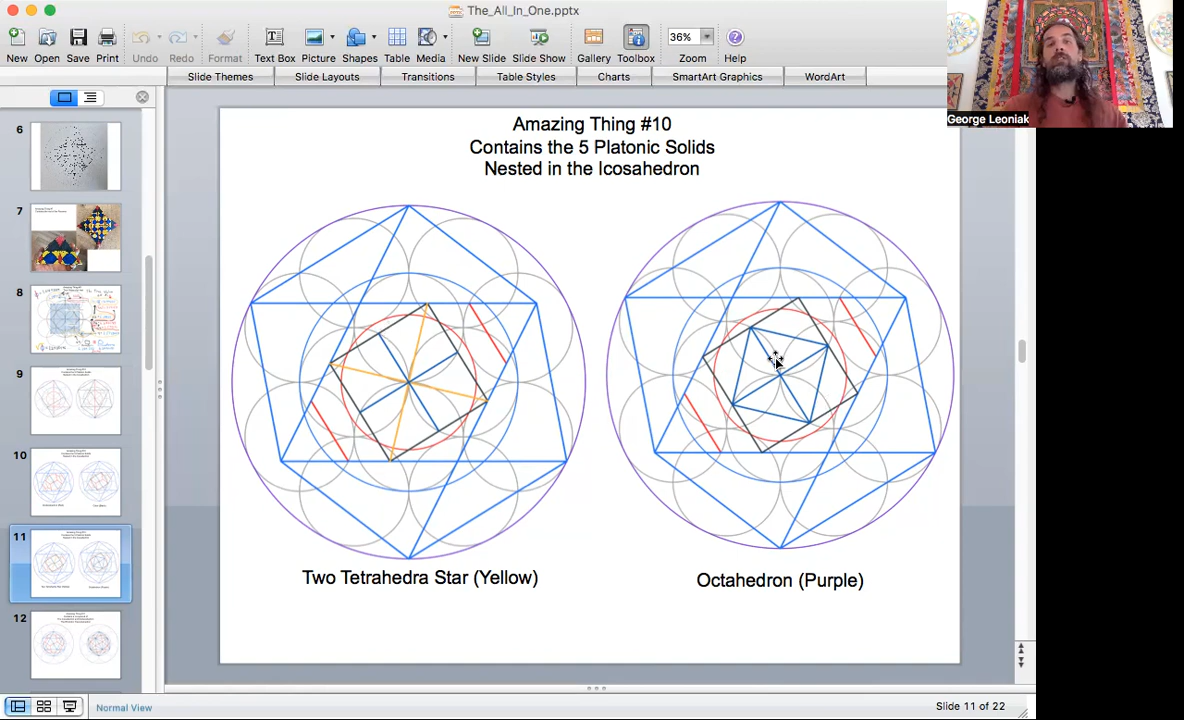 The_All_In_One.pptx
New Open Save Print Undo Redo Format Text Box Picture Shapes Table Media New Slide Slide Show Gallery Toolbox 36% Zoom Help
Slide Themes Slide Layouts Transitions Table Styles Charts SmartArt Graphics WordArt
George Leoniak
6
7
8
9
10
11
12
Amazing Thing #10
Contains the 5 Platonic Solids
Nested in the Icosahedron
Two Tetrahedra Star (Yellow)
Octahedron (Purple)
Normal View
Slide 11 of 22